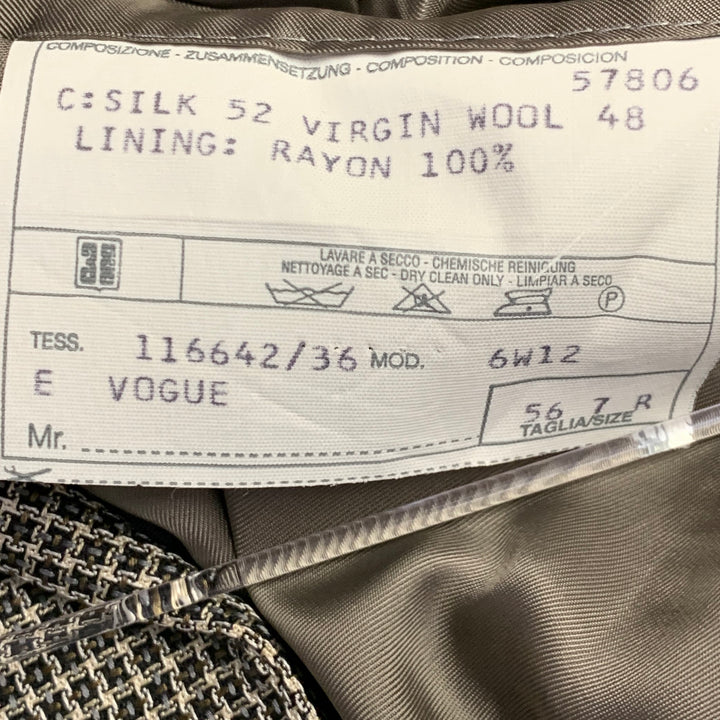 COMPOSIZIONE - ZUSAMMENSETZUNG - COMPOSITION - COMPOSICION
57806
C:SILK 52 VIRGIN WOOL 48
LINING: RAYON 100%
LAVARE A SECCO - CHEMISCHE REINIGUNG
NETTOYAGE A SEC - DRY CLEAN ONLY - LIMPIAR A SECO
P
TESS. 116642/36 MOD. 6W12
E VOGUE
56 7 R
TAGLIA/SIZE
Mr.